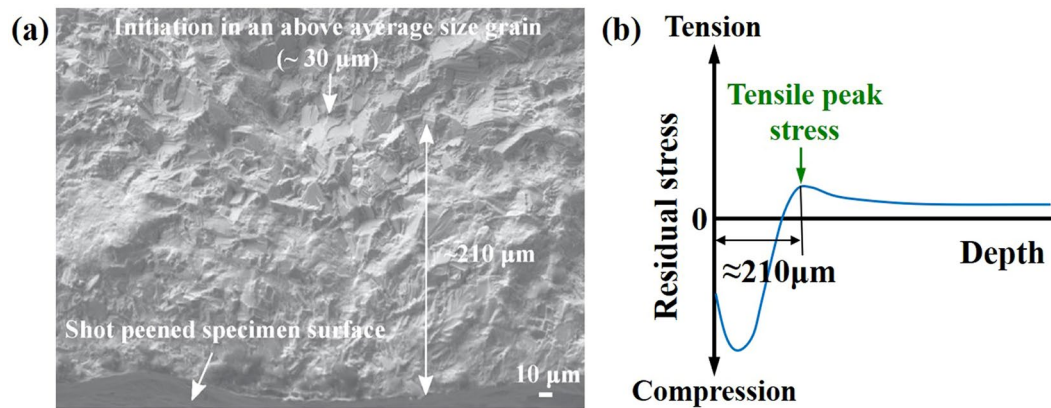 (a)
Initiation in an above average size grain
(~ 30 µm)
~210 µm
Shot peened specimen surface
10 µm
(b)
Tension
Tensile peak
stress
Residual stress
0
Depth
≈210µm
Compression